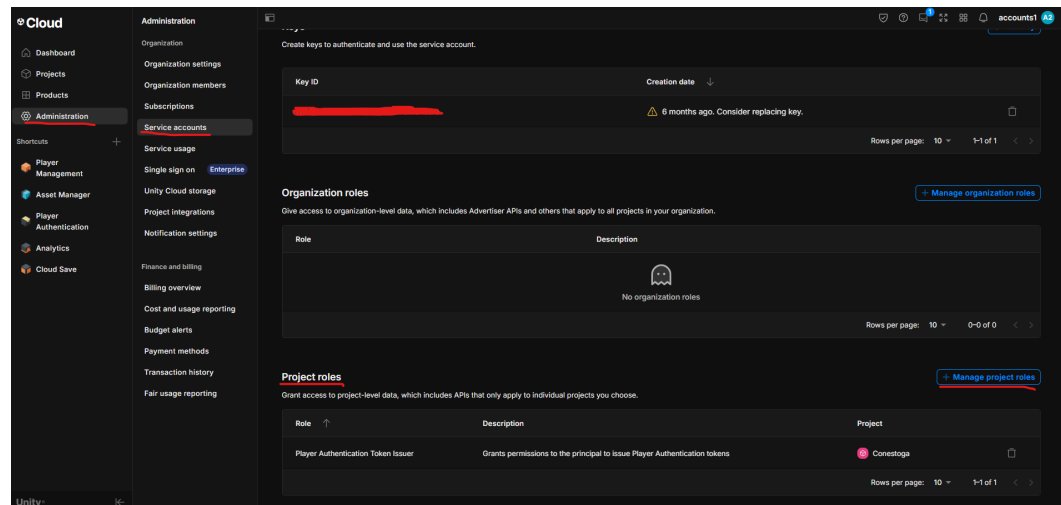 Cloud
Dashboard
Projects
Products
Administration
Shortcuts
Player
Management
Asset Manager
Player
Authentication
Analytics
Cloud Save
Unity
Administration
Organization
Organization settings
Organization members
Subscriptions
Service accounts
Service usage
Single sign on Enterprise
Unity Cloud storage
Project integrations
Notification settings
Finance and billing
Billing overview
Cost and usage reporting
Budget alerts
Payment methods
Transaction history
Fair usage reporting
1 accounts1 A2
Create keys to authenticate and use the service account.
Key ID Creation date ↓
6 months ago. Consider replacing key.
Rows per page: 10 1–1 of 1
Organization roles + Manage organization roles
Give access to organization-level data, which includes Advertiser APIs and others that apply to all projects in your organization.
Role Description
No organization roles
Rows per page: 10 0–0 of 0
Project roles + Manage project roles
Grant access to project-level data, which includes APIs that only apply to individual projects you choose.
Role ↑ Description Project
Player Authentication Token Issuer Grants permissions to the principal to issue Player Authentication tokens Conestoga
Rows per page: 10 1–1 of 1